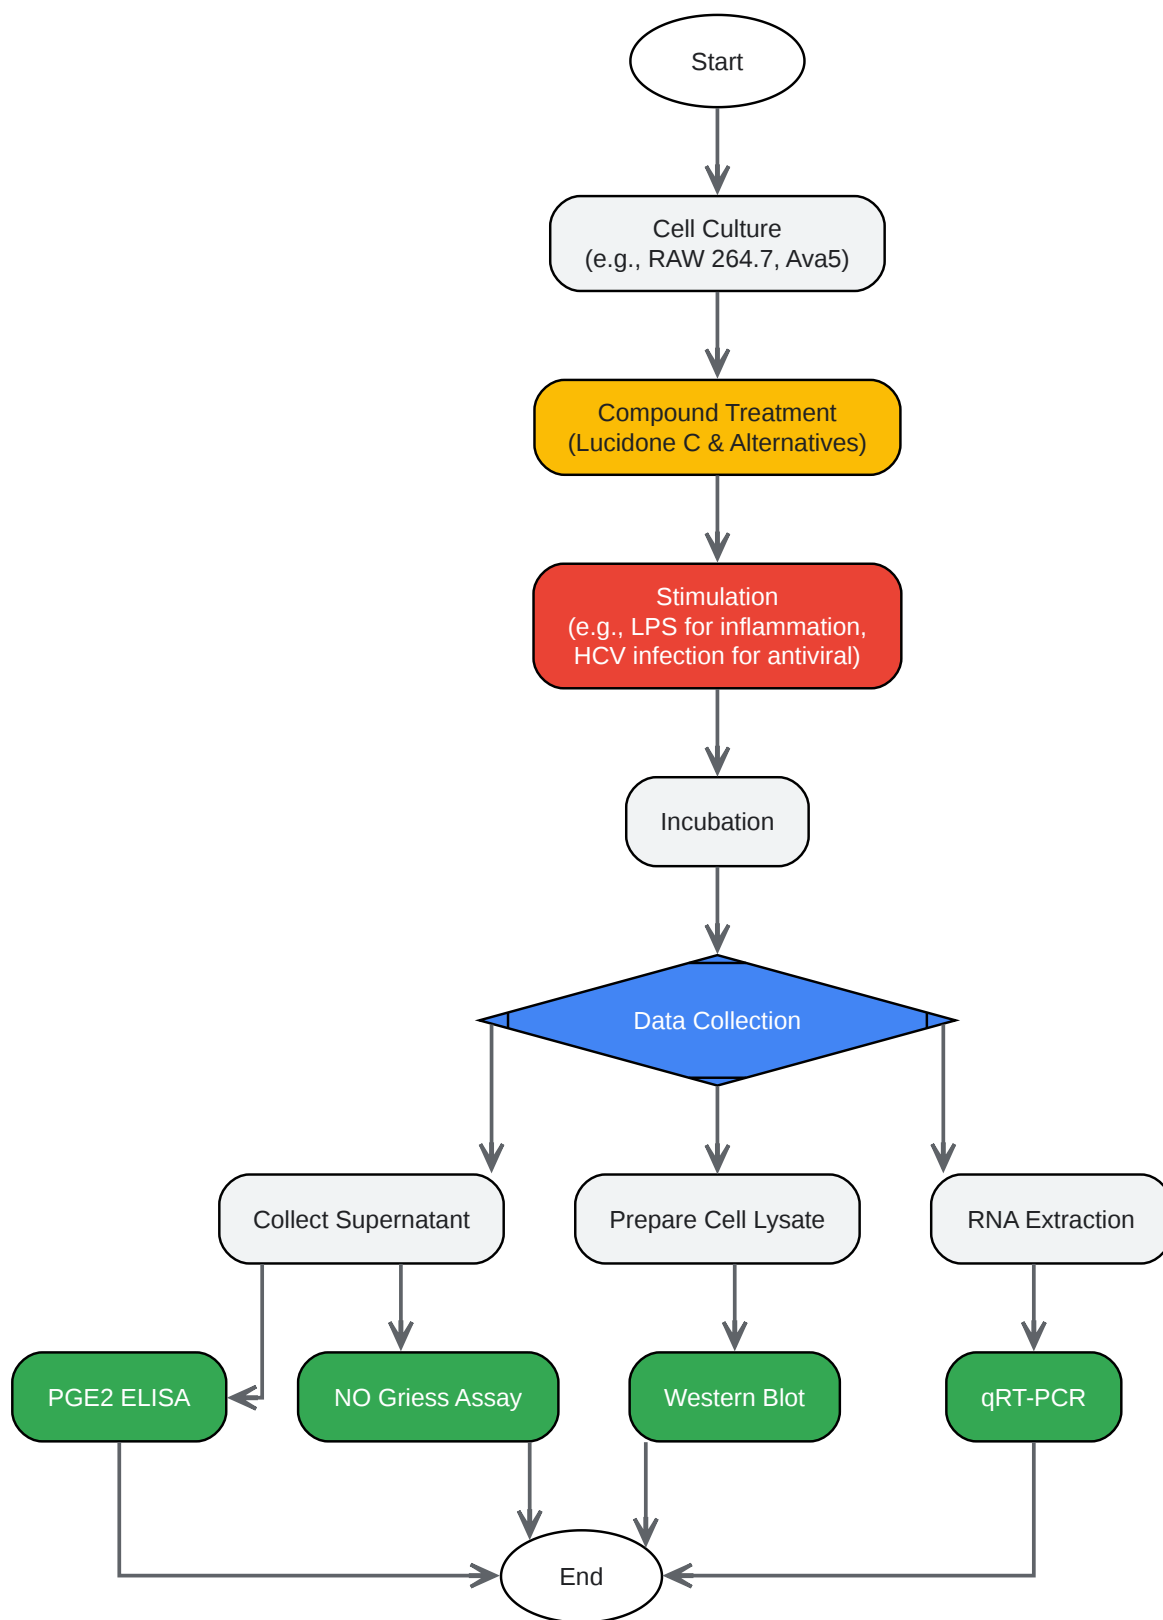 Start
Cell Culture
(e.g., RAW 264.7, Ava5)
Compound Treatment
(Lucidone C & Alternatives)
Stimulation
(e.g., LPS for inflammation,
HCV infection for antiviral)
Incubation
Data Collection
Collect Supernatant
Prepare Cell Lysate
RNA Extraction
PGE2 ELISA
NO Griess Assay
Western Blot
qRT-PCR
End